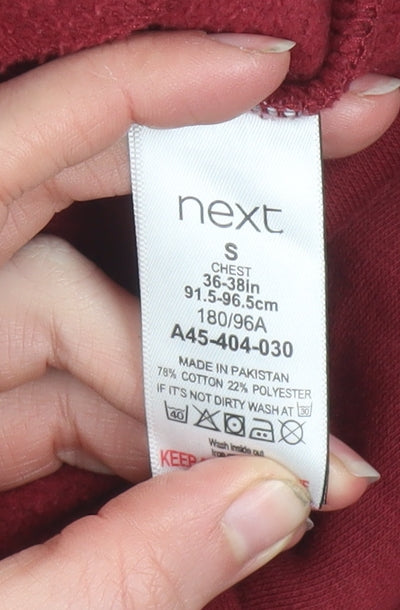 next
S
CHEST
36-38in
91.5-96.5cm
180/96A
A45-404-030
MADE IN PAKISTAN
78% COTTON 22% POLYESTER
IF IT'S NOT DIRTY WASH AT 30
40
Wash inside out
KEEP